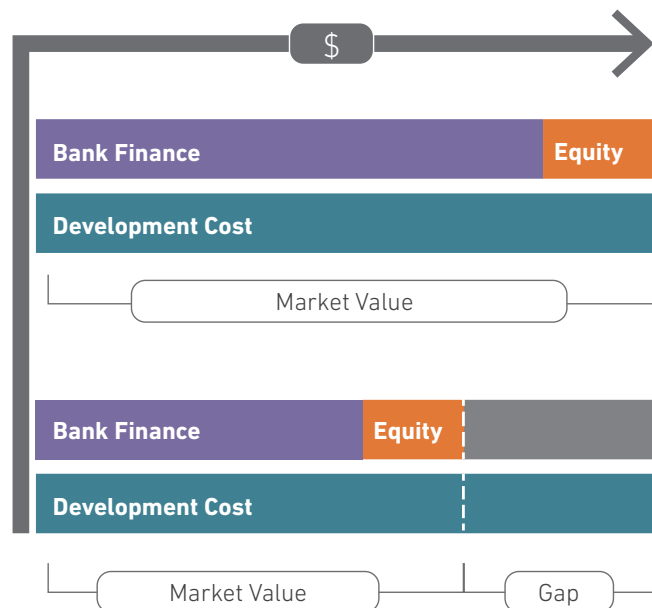 $
Bank Finance
Equity
Development Cost
Market Value
Bank Finance
Equity
Development Cost
Market Value
Gap